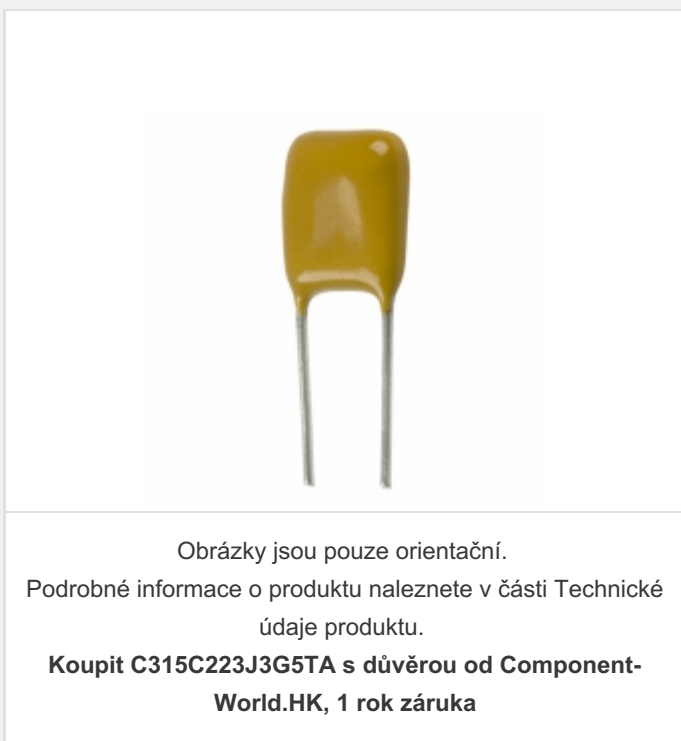 Obrázky jsou pouze orientační.
Podrobné informace o produktu naleznete v části Technické
údaje produktu.
Koupit C315C223J3G5TA s důvěrou od Component-
World.HK, 1 rok záruka